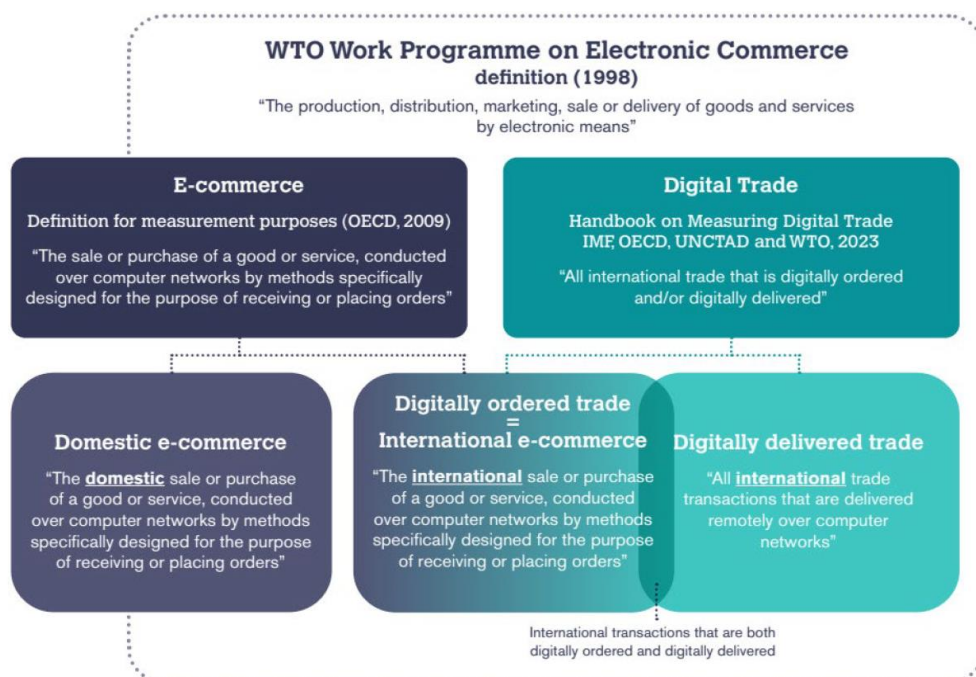 WTO Work Programme on Electronic Commerce
definition (1998)
“The production, distribution, marketing, sale or delivery of goods and services
by electronic means”
E-commerce
Definition for measurement purposes (OECD, 2009)
“The sale or purchase of a good or service, conducted
over computer networks by methods specifically
designed for the purpose of receiving or placing orders”
Digital Trade
Handbook on Measuring Digital Trade
IMF, OECD, UNCTAD and WTO, 2023
“All international trade that is digitally ordered
and/or digitally delivered”
Domestic e-commerce
“The domestic sale or purchase
of a good or service, conducted
over computer networks by methods
specifically designed for the purpose
of receiving or placing orders”
Digitally ordered trade
=
International e-commerce
“The international sale or purchase
of a good or service, conducted
over computer networks by methods
specifically designed for the purpose
of receiving or placing orders”
Digitally delivered trade
“All international trade
transactions that are delivered
remotely over computer
networks”
International transactions that are both
digitally ordered and digitally delivered